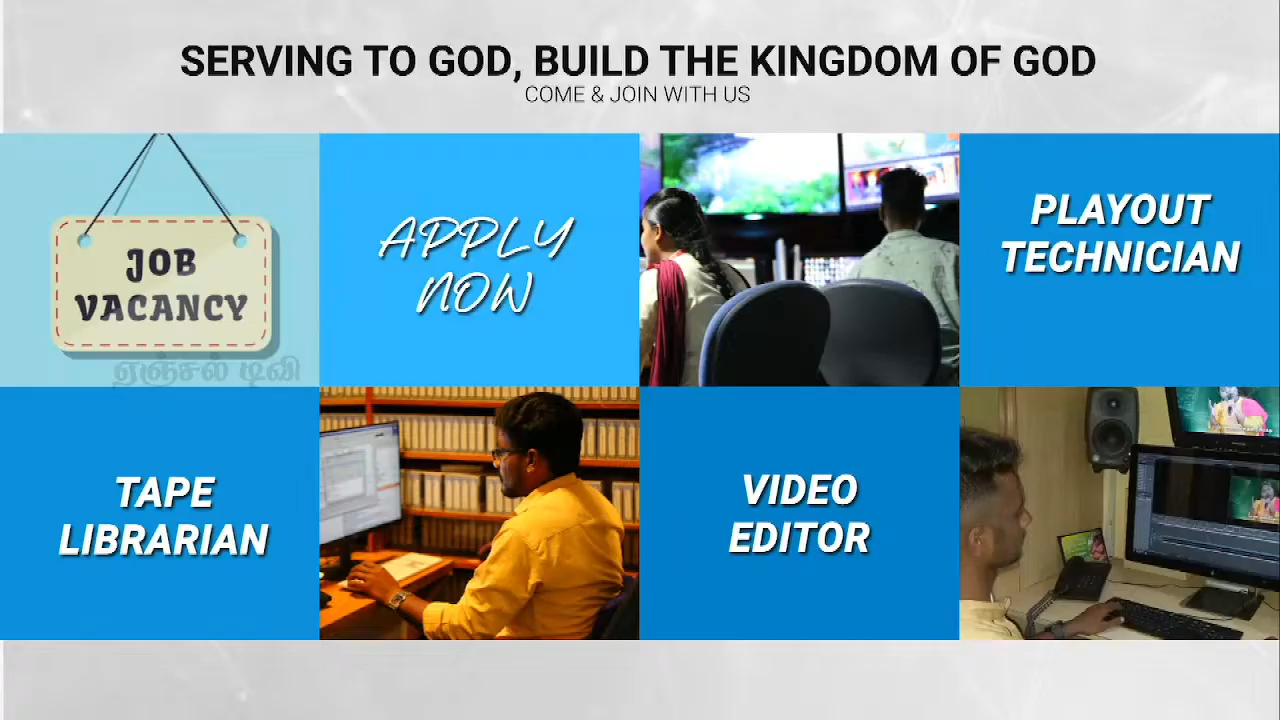 SERVING TO GOD, BUILD THE KINGDOM OF GOD
COME & JOIN WITH US
JOB
VACANCY
ஏஞ்சல் டிவி
APPLY
NOW
PLAYOUT
TECHNICIAN
TAPE
LIBRARIAN
VIDEO
EDITOR